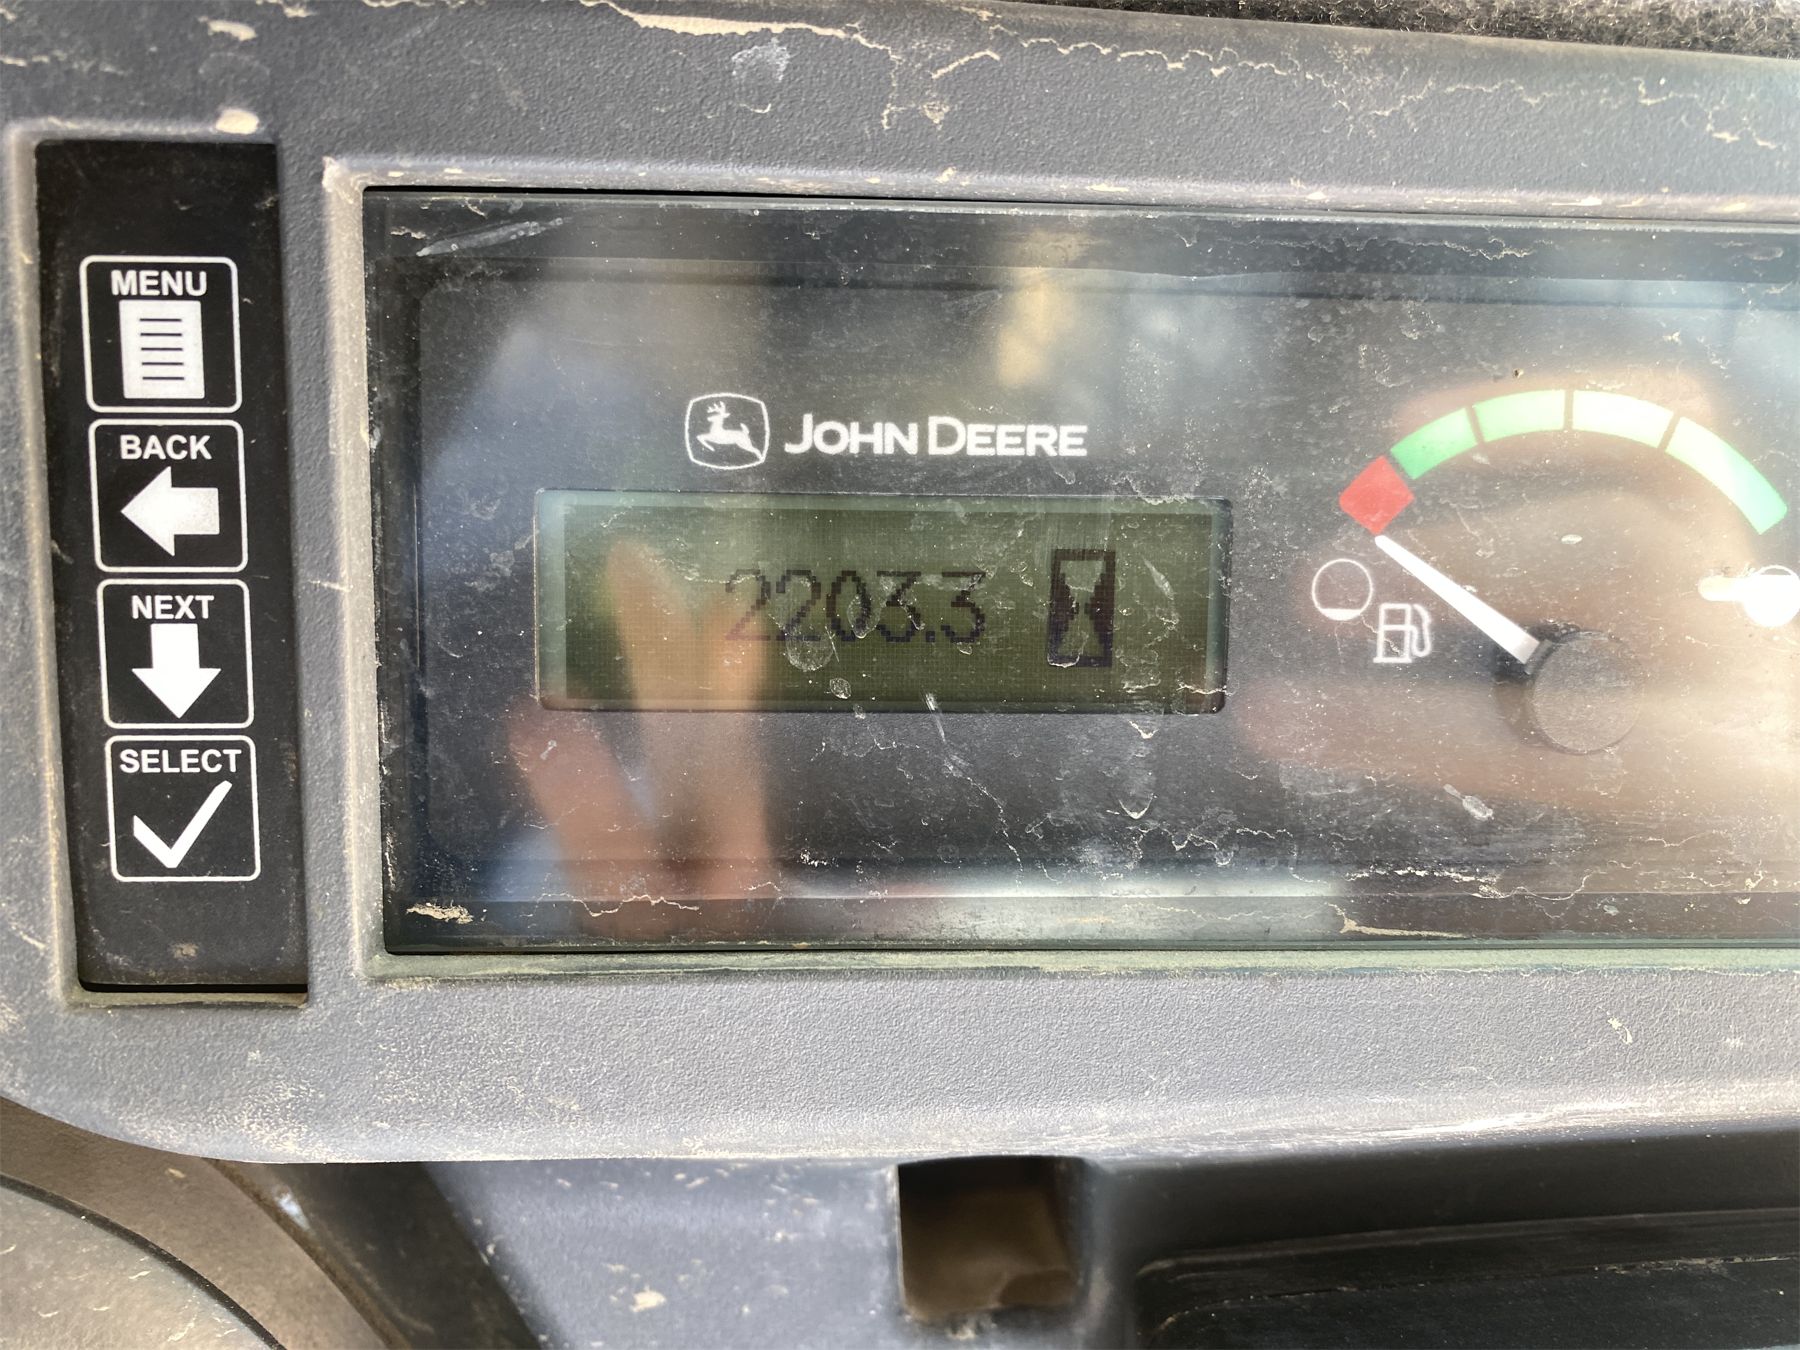 MENU
BACK
NEXT
SELECT
JOHN DEERE
2203.3